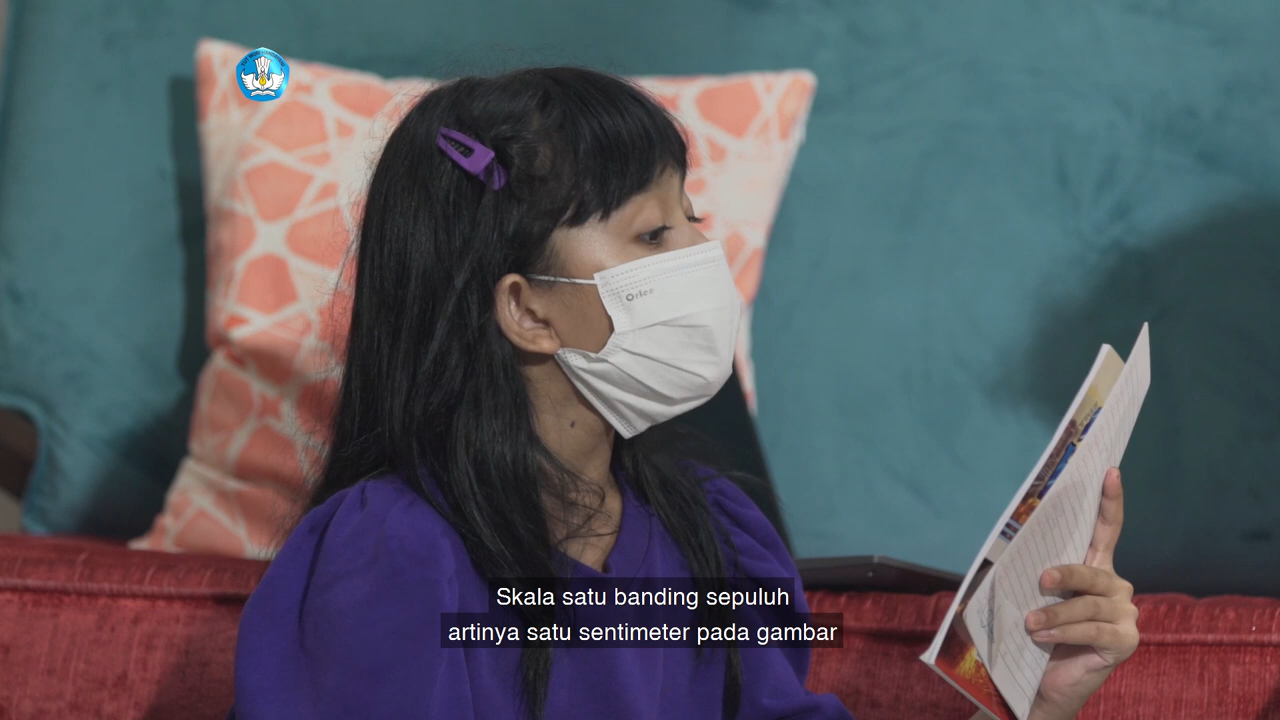 Skala satu banding sepuluh
artinya satu sentimeter pada gambar